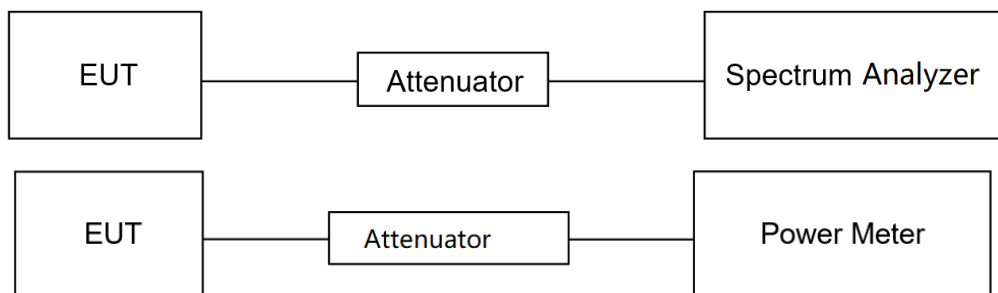 EUT
Attenuator
Spectrum Analyzer
EUT
Attenuator
Power Meter